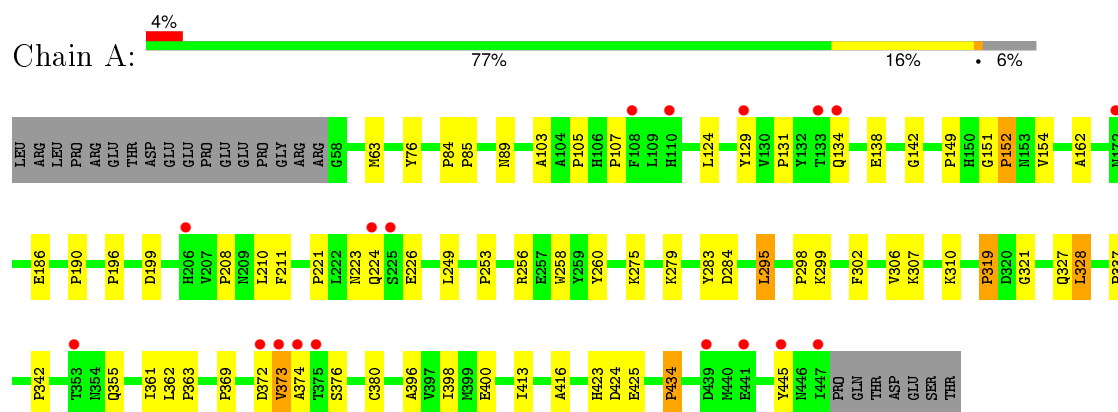 4%
Chain A:
77% 16% • 6%
LEU ARG LEU PRO ARG GLU THR ASP GLU GLU PRO GLU GLU PRO GLY ARG ARG G58 M63 Y76 P84 P85 N89 A103 A104 P105 H106 P107 F108 L109 H110 L124 Y129 V130 P131 Y132 T133 Q134 E138 G142 P149 H150 G151 P152 N153 V154 A162
E186 P190 P196 D199 H206 V207 P208 N209 L210 F211 P221 L222 N223 Q224 S225 E226 L249 P253 R256 E257 W258 Y259 Y260 K275 K279 Y283 D284 L295 P298 K299 F302 V306 K307 K310 P319 D320 G321 Q327 L328
P342 T353 N354 Q355 I361 L362 P363 P369 D372 V373 A374 T375 S376 C380 A396 V397 I398 M399 E400 I413 A416 H423 D424 E425 P434 D439 M440 E441 Y445 N446 I447 PRO GLN THR ASP GLU SER THR